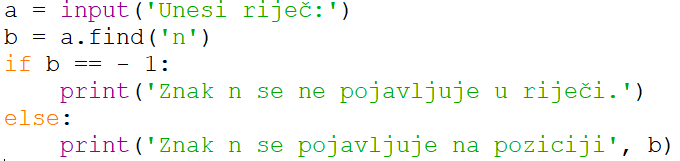 a = input('Unesi riječ:')
b = a.find('n')
if b == - 1:
    print('Znak n se ne pojavljuje u riječi.')
else:
    print('Znak n se pojavljuje na poziciji', b)